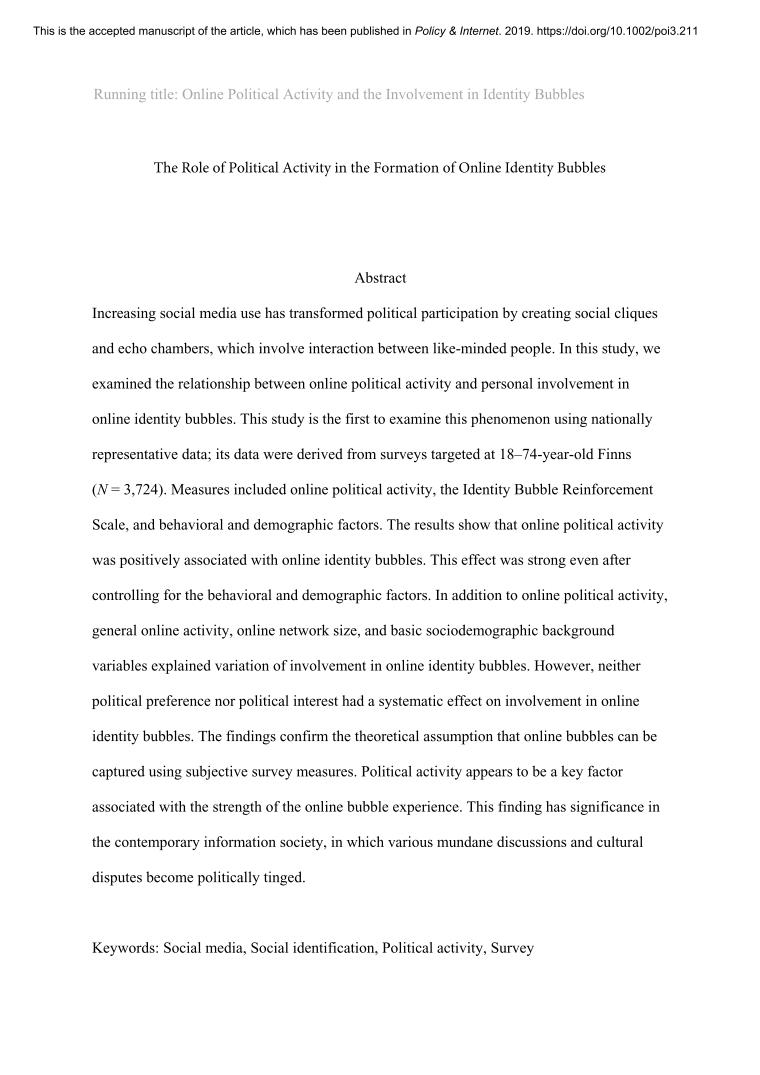 This is the accepted manuscript of the article, which has been published in Policy & Internet. 2019. https://doi.org/10.1002/poi3.211
Running title: Online Political Activity and the Involvement in Identity Bubbles
The Role of Political Activity in the Formation of Online Identity Bubbles
Abstract
Increasing social media use has transformed political participation by creating social cliques
and echo chambers, which involve interaction between like-minded people. In this study, we
examined the relationship between online political activity and personal involvement in
online identity bubbles. This study is the first to examine this phenomenon using nationally
representative data; its data were derived from surveys targeted at 18–74-year-old Finns
(N = 3,724). Measures included online political activity, the Identity Bubble Reinforcement
Scale, and behavioral and demographic factors. The results show that online political activity
was positively associated with online identity bubbles. This effect was strong even after
controlling for the behavioral and demographic factors. In addition to online political activity,
general online activity, online network size, and basic sociodemographic background
variables explained variation of involvement in online identity bubbles. However, neither
political preference nor political interest had a systematic effect on involvement in online
identity bubbles. The findings confirm the theoretical assumption that online bubbles can be
captured using subjective survey measures. Political activity appears to be a key factor
associated with the strength of the online bubble experience. This finding has significance in
the contemporary information society, in which various mundane discussions and cultural
disputes become politically tinged.
Keywords: Social media, Social identification, Political activity, Survey